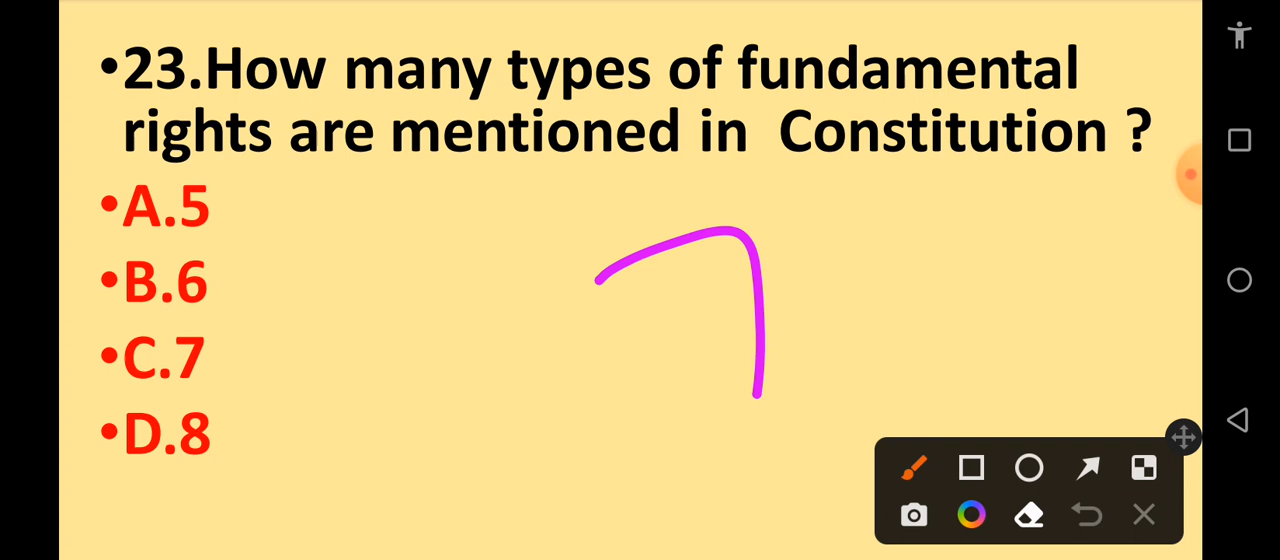 •23.How many types of fundamental
rights are mentioned in Constitution ?
•A.5
•B.6
•C.7
•D.8